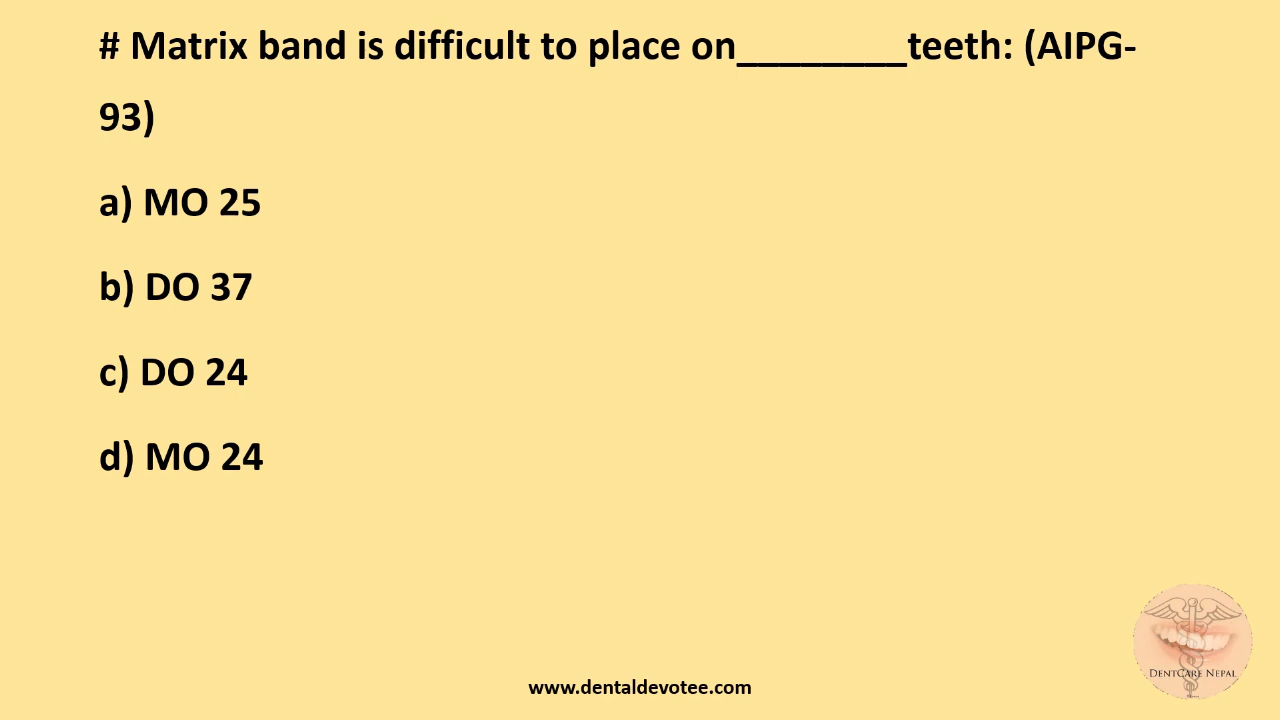 # Matrix band is difficult to place on________teeth: (AIPG-
93)
a) MO 25
b) DO 37
c) DO 24
d) MO 24
DENTCARE NEPAL
www.dentaldevotee.com